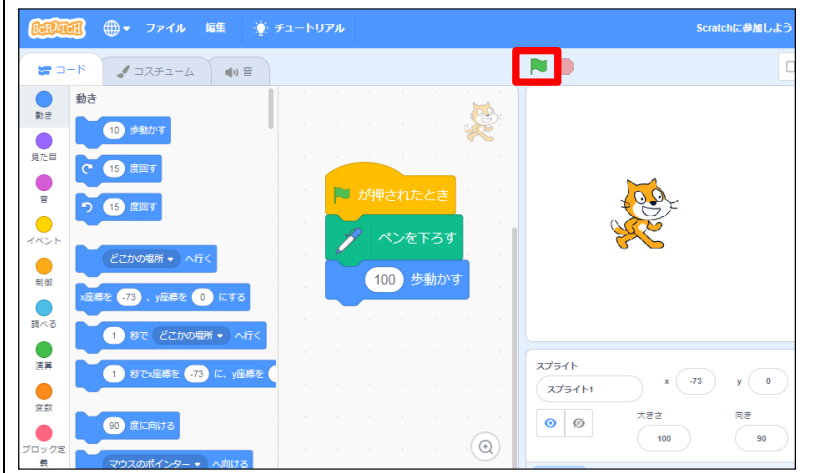 SCRATCH ファイル 編集 チュートリアル Scratchに参加しよう
コード コスチューム 音
動き
見た目
音
イベント
制御
調べる
演算
変数
ブロック定
義
動き
10 歩動かす
15 度回す
15 度回す
どこかの場所 へ行く
x座標を -73 、y座標を 0 にする
1 秒で どこかの場所 へ行く
1 秒でx座標を -73 に、y座標を
90 度に向ける
マウスのポインター へ向ける
が押されたとき
ペンを下ろす
100 歩動かす
スプライト
スプライト1 x -73 y 0
大きさ 向き
100 90